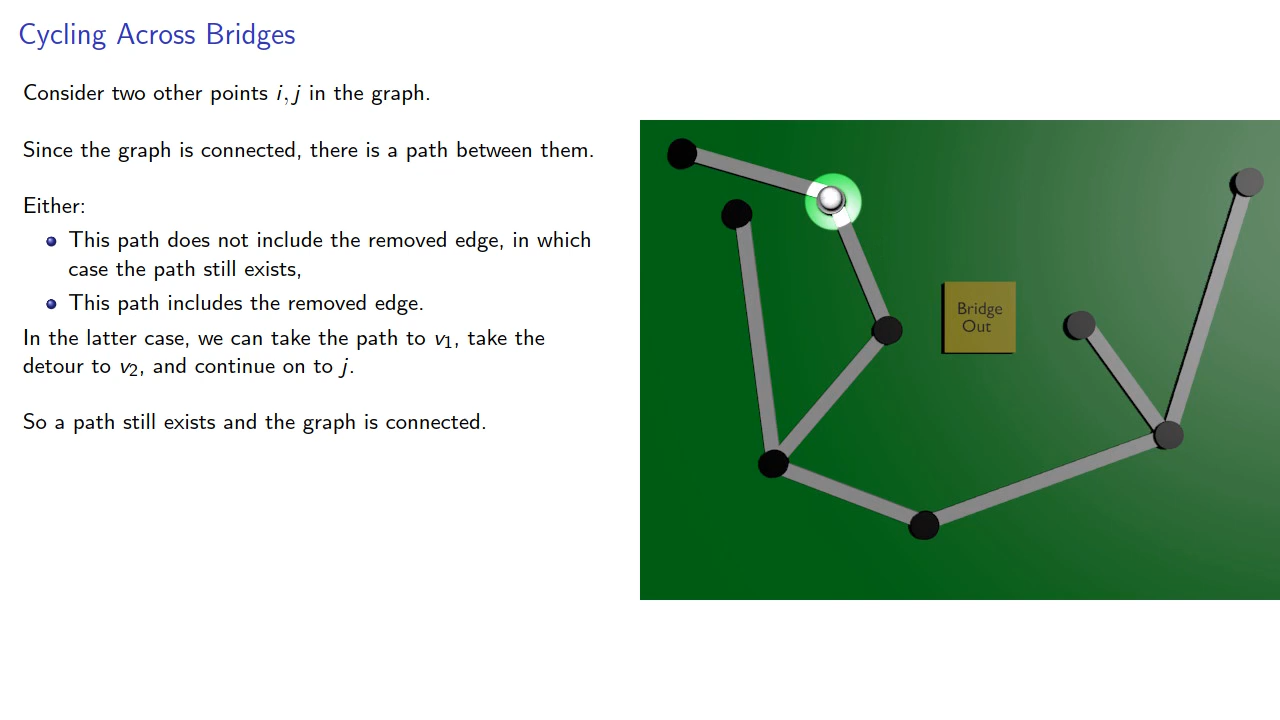 Cycling Across Bridges
Consider two other points i, j in the graph.
Since the graph is connected, there is a path between them.
Either:
This path does not include the removed edge, in which
case the path still exists,
This path includes the removed edge.
In the latter case, we can take the path to v1, take the
detour to v2, and continue on to j.
So a path still exists and the graph is connected.
Bridge
Out